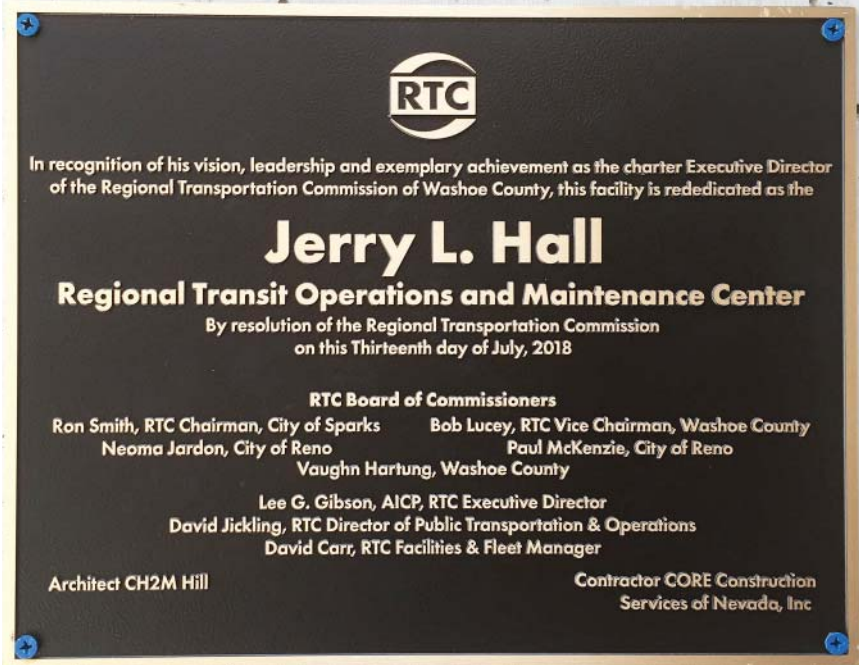 RTC
In recognition of his vision, leadership and exemplary achievement as the charter Executive Director
of the Regional Transportation Commission of Washoe County, this facility is rededicated as the
Jerry L. Hall
Regional Transit Operations and Maintenance Center
By resolution of the Regional Transportation Commission
on this Thirteenth day of July, 2018
RTC Board of Commissioners
Ron Smith, RTC Chairman, City of Sparks Bob Lucey, RTC Vice Chairman, Washoe County
Neoma Jardon, City of Reno Paul McKenzie, City of Reno
Vaughn Hartung, Washoe County
Lee G. Gibson, AICP, RTC Executive Director
David Jickling, RTC Director of Public Transportation & Operations
David Carr, RTC Facilities & Fleet Manager
Architect CH2M Hill Contractor CORE Construction
Services of Nevada, Inc